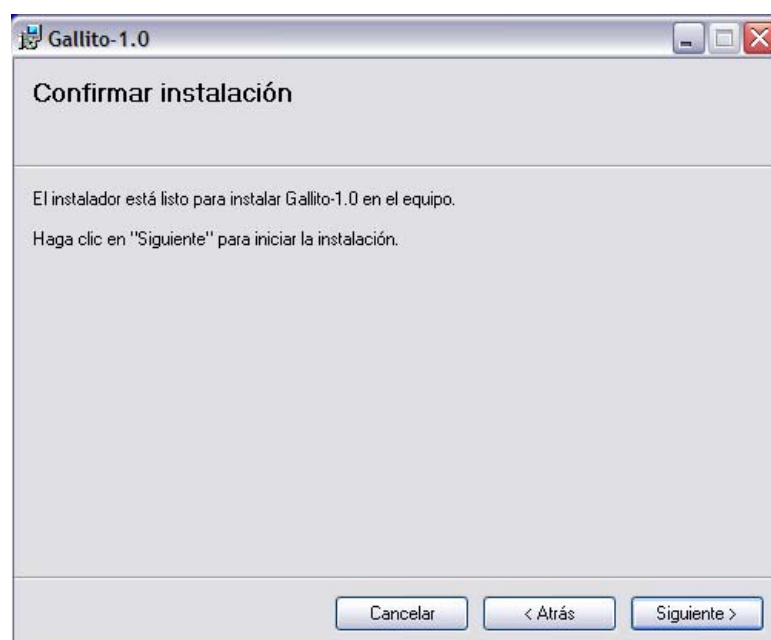 Gallito-1.0
Confirmar instalación
El instalador está listo para instalar Gallito-1.0 en el equipo.
Haga clic en "Siguiente" para iniciar la instalación.
Cancelar
< Atrás
Siguiente >